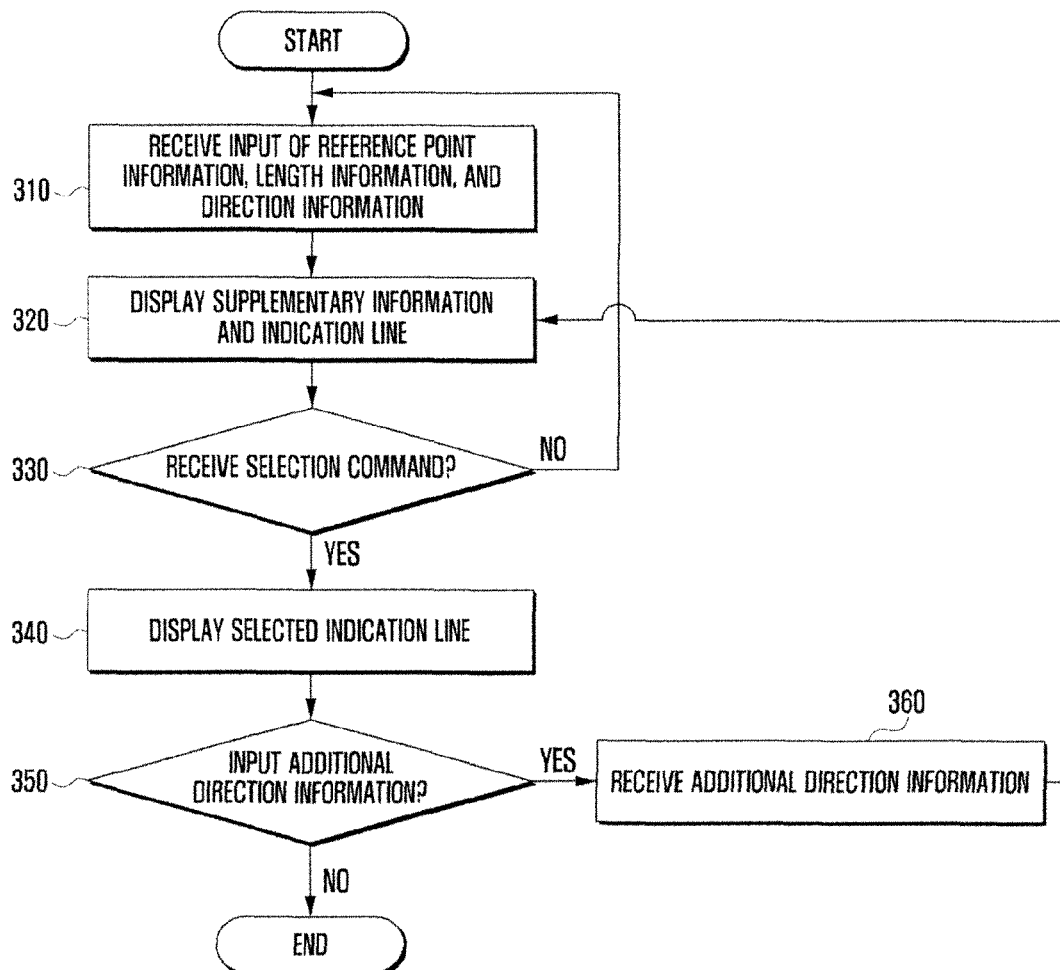 START
RECEIVE INPUT OF REFERENCE POINT
INFORMATION, LENGTH INFORMATION, AND
DIRECTION INFORMATION
310
DISPLAY SUPPLEMENTARY INFORMATION
AND INDICATION LINE
320
RECEIVE SELECTION COMMAND?
330
NO
YES
DISPLAY SELECTED INDICATION LINE
340
INPUT ADDITIONAL
DIRECTION INFORMATION?
350
YES
360
RECEIVE ADDITIONAL DIRECTION INFORMATION
NO
END